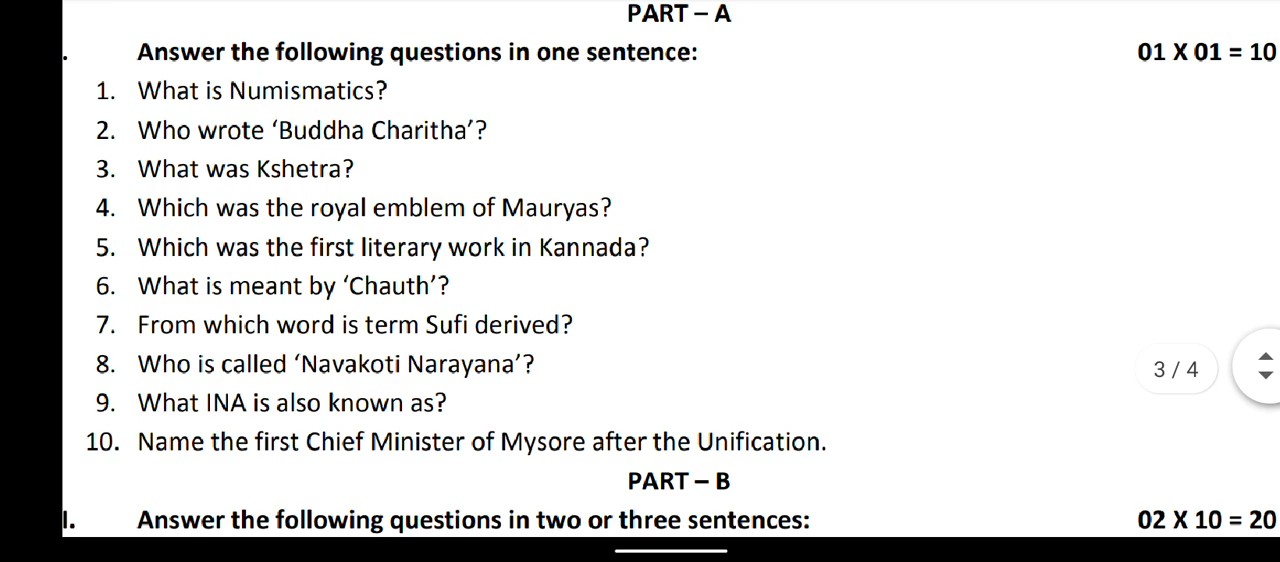 PART – A
. Answer the following questions in one sentence: 01 X 01 = 10
1. What is Numismatics?
2. Who wrote ‘Buddha Charitha’?
3. What was Kshetra?
4. Which was the royal emblem of Mauryas?
5. Which was the first literary work in Kannada?
6. What is meant by ‘Chauth’?
7. From which word is term Sufi derived?
8. Who is called ‘Navakoti Narayana’?
3 / 4
9. What INA is also known as?
10. Name the first Chief Minister of Mysore after the Unification.
PART – B
I. Answer the following questions in two or three sentences: 02 X 10 = 20